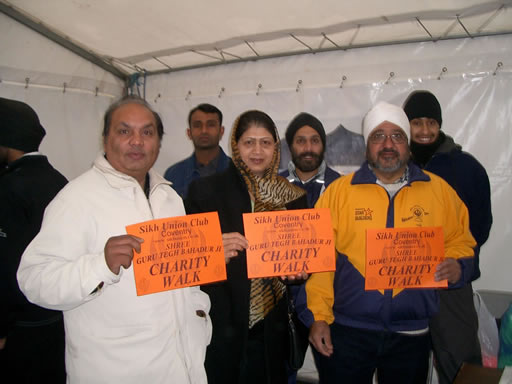 Sikh Union Club
Coventry
SHREE
GURU TEGH BAHADUR JI
CHARITY
WALK
Sikh Union Club
Coventry
SHREE
GURU TEGH BAHADUR JI
CHARITY
WALK
Sikh Union Club
Coventry
SHREE
GURU TEGH BAHADUR JI
CHARITY
WALK